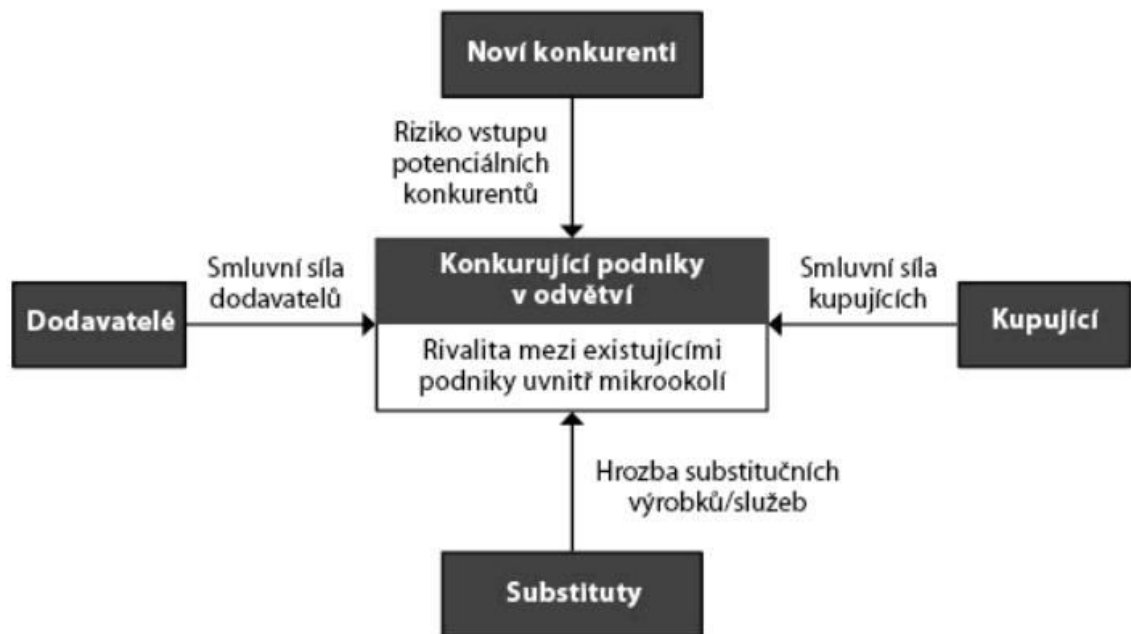 Noví konkurenti
Riziko vstupu
potenciálních
konkurentů
Konkurující podniky
v odvětví
Smluvní síla
dodavatelů
Smluvní síla
kupujících
Dodavatelé
Kupující
Rivalita mezi existujícími
podniky uvnitř mikrookolí
Hrozba substitučních
výrobků/služeb
Substituty